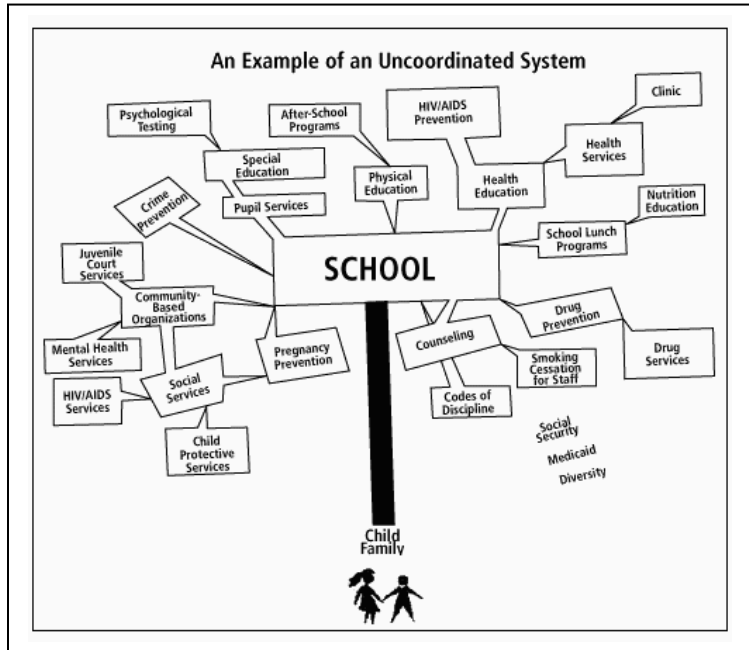 An Example of an Uncoordinated System
Psychological
Testing
After-School
Programs
HIV/AIDS
Prevention
Clinic
Special
Education
Physical
Education
Health
Education
Health
Services
Crime
Prevention
Pupil Services
Nutrition
Education
School Lunch
Programs
SCHOOL
Juvenile
Court
Services
Community-
Based
Organizations
Mental Health
Services
HIV/AIDS
Services
Social
Services
Pregnancy
Prevention
Child
Protective
Services
Counseling
Drug
Prevention
Drug
Services
Smoking
Cessation
for Staff
Codes of
Discipline
Social
Security
Medicaid
Diversity
Child
Family